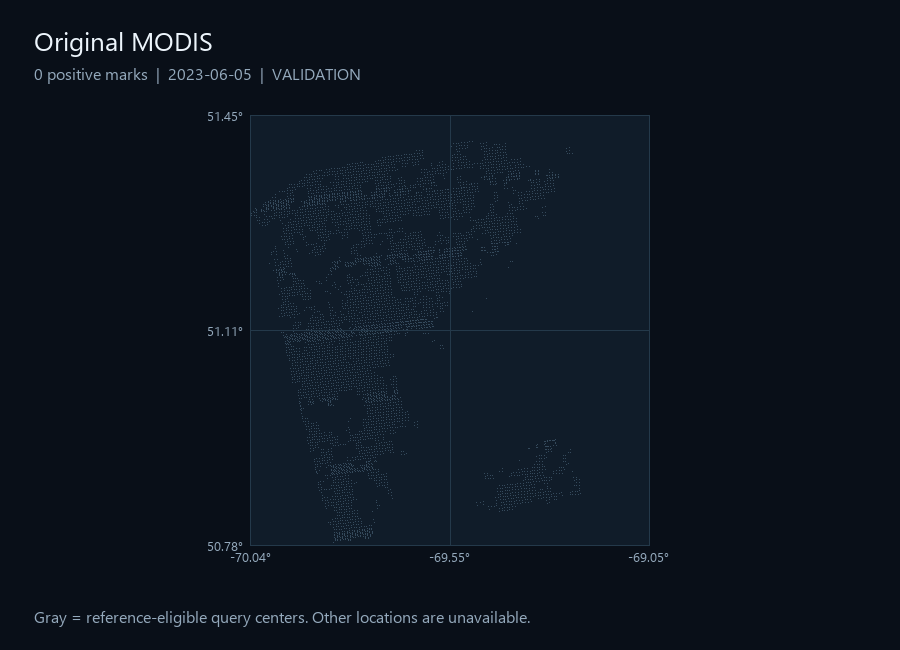 Original MODIS
0 positive marks | 2023-06-05 | VALIDATION
51.45°
51.11°
50.78°
-70.04° -69.55° -69.05°
Gray = reference-eligible query centers. Other locations are unavailable.